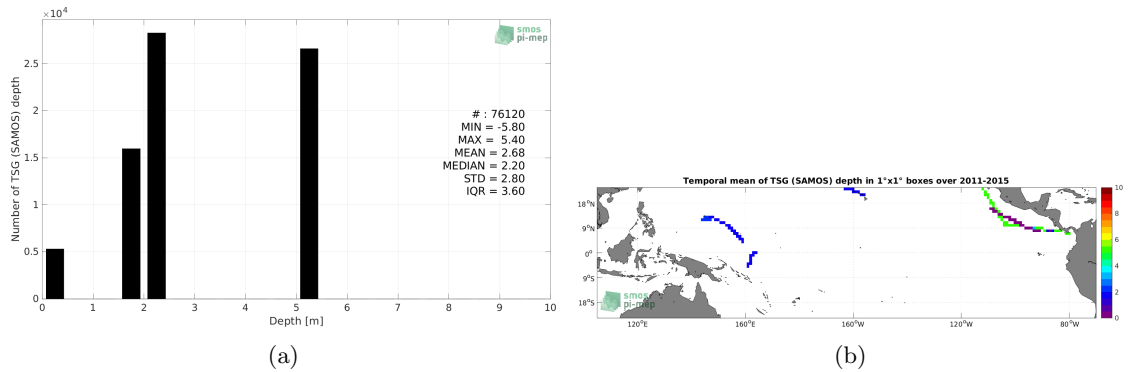 ×10⁴
smos
pi-mep
2.5
2
1.5
1
0.5
0
Number of TSG (SAMOS) depth
# : 76120
MIN = -5.80
MAX = 5.40
MEAN = 2.68
MEDIAN = 2.20
STD = 2.80
IQR = 3.60
0 1 2 3 4 5 6 7 8 9 10
Depth [m]
(a)
Temporal mean of TSG (SAMOS) depth in 1°x1° boxes over 2011-2015
18°N
9°N
0°
9°S
18°S
smos
pi-mep
120°E 160°E 160°W 120°W 80°W
10
8
6
4
2
0
(b)